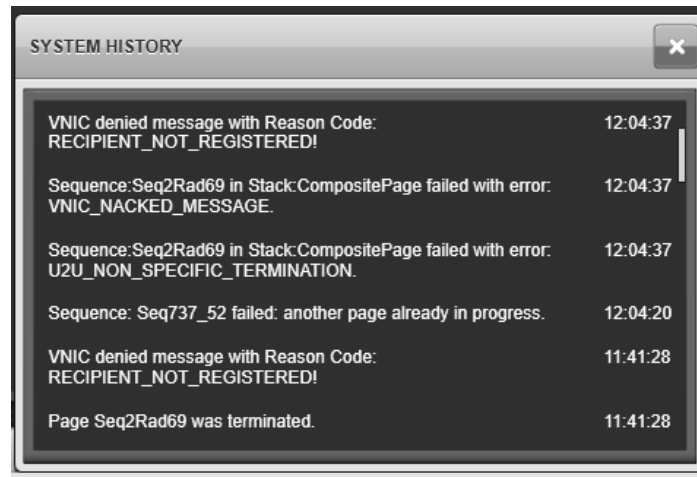 SYSTEM HISTORY
VNIC denied message with Reason Code: 12:04:37
RECIPIENT_NOT_REGISTERED!
Sequence:Seq2Rad69 in Stack:CompositePage failed with error: 12:04:37
VNIC_NACKED_MESSAGE.
Sequence:Seq2Rad69 in Stack:CompositePage failed with error: 12:04:37
U2U_NON_SPECIFIC_TERMINATION.
Sequence: Seq737_52 failed: another page already in progress. 12:04:20
VNIC denied message with Reason Code: 11:41:28
RECIPIENT_NOT_REGISTERED!
Page Seq2Rad69 was terminated. 11:41:28